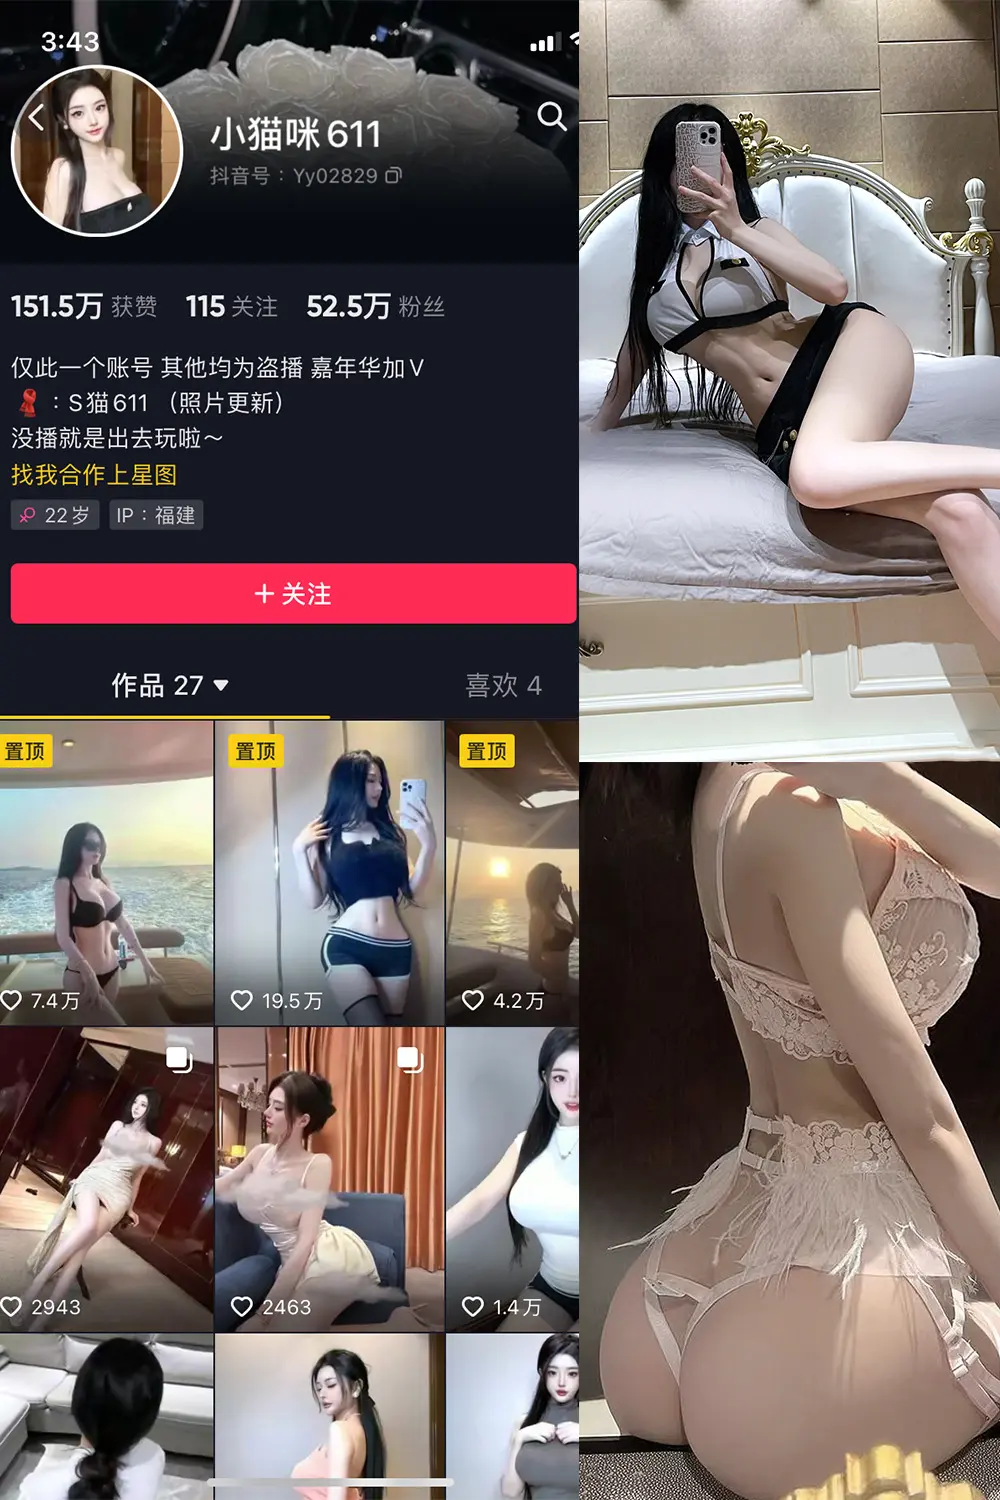 3:43
小猫咪611
抖音号：Yy02829
151.5万 获赞 115 关注 52.5万 粉丝
仅此一个账号 其他均为盗播 嘉年华加V
🧣：S猫611 （照片更新）
没播就是出去玩啦～
找我合作上星图
22岁 IP：福建
+ 关注
作品 27 喜欢 4
置顶 置顶 置顶
7.4万 19.5万 4.2万
2943 2463 1.4万